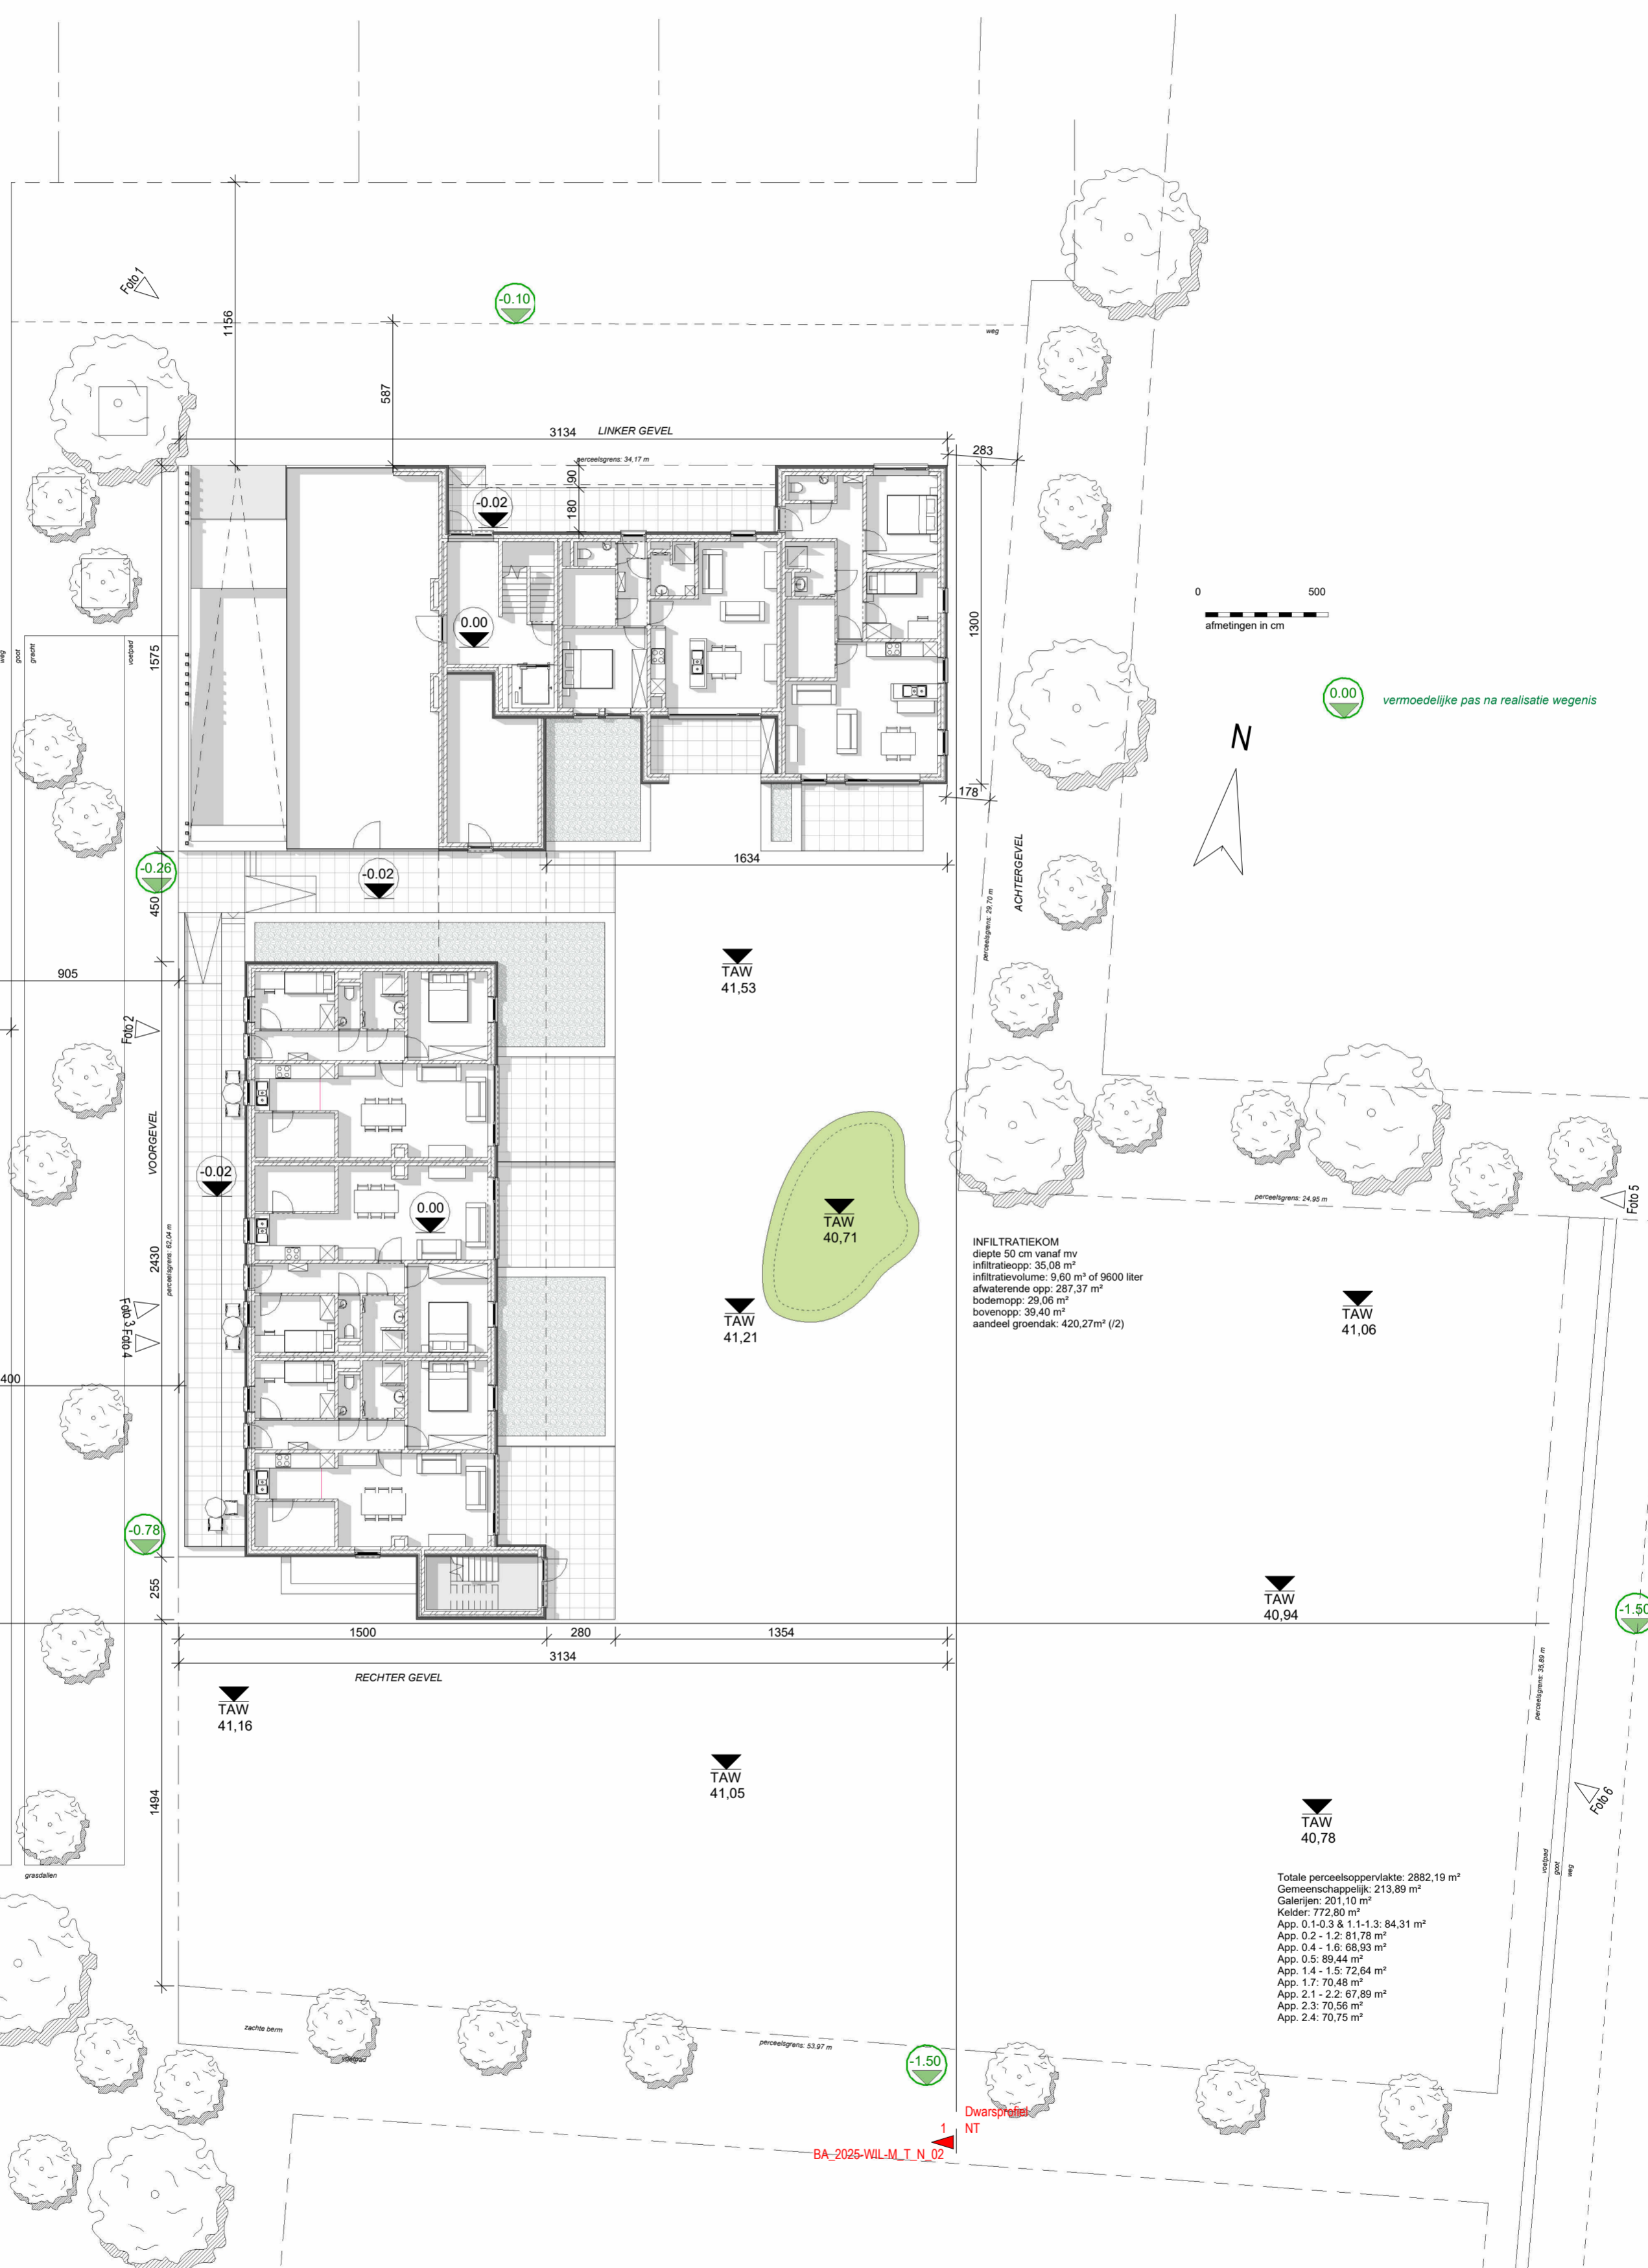 Foto 1
1156
-0.10
587
weg
3134
LINKER GEVEL
perceelsgrens: 34,17 m
283
90
180
-0.02
0.00
1300
0
500
afmetingen in cm
0.00
vermoedelijke pas na realisatie wegenis
N
weg
goot
gracht
voetpad
1575
178
ACHTERGEVEL
perceelsgrens: 29,70 m
1634
-0.26
-0.02
450
905
TAW
41,53
Foto 2
VOORGEVEL
-0.02
0.00
2430
perceelsgrens: 62,04 m
Foto 3
Foto 4
400
TAW
40,71
TAW
41,21
perceelsgrens: 24,95 m
Foto 5
INFILTRATIEKOM
diepte 50 cm vanaf mv
infiltratieopp: 35,08 m²
infiltratievolume: 9,60 m³ of 9600 liter
afwaterende opp: 287,37 m²
bodemopp: 29,06 m²
bovenopp: 39,40 m²
aandeel groendak: 420,27m² (/2)
TAW
41,06
-0.78
255
TAW
40,94
-1.50
1500
280
1354
3134
RECHTER GEVEL
perceelsgrens: 35,89 m
TAW
41,16
TAW
41,05
1494
TAW
40,78
Foto 6
voetpad
goot
weg
grasdallen
Totale perceelsoppervlakte: 2882,19 m²
Gemeenschappelijk: 213,89 m²
Galerijen: 201,10 m²
Kelder: 772,80 m²
App. 0.1-0.3 & 1.1-1.3: 84,31 m²
App. 0.2 - 1.2: 81,78 m²
App. 0.4 - 1.6: 68,93 m²
App. 0.5: 89,44 m²
App. 1.4 - 1.5: 72,64 m²
App. 1.7: 70,48 m²
App. 2.1 - 2.2: 67,89 m²
App. 2.3: 70,56 m²
App. 2.4: 70,75 m²
zachte berm
voetpad
perceelsgrens: 53,97 m
-1.50
Dwarsprofiel
1 NT
BA_2025-WIL-M_T_N_02